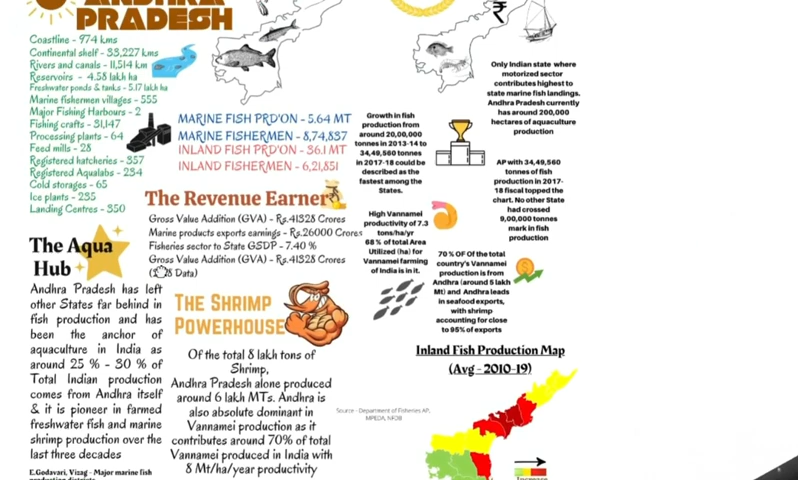 ANDHRA
PRADESH
Coastline - 974 kms
Continental shelf - 33,227 kms
Rivers and canals - 11,514 km
Reservoirs - 4.58 lakh ha
Freshwater ponds & tanks - 5.17 lakh ha
Marine fishermen villages - 555
Major Fishing Harbours - 2
Fishing crafts - 31,147
Processing plants - 64
Feed mills - 28
Registered hatcheries - 357
Registered Aqualabs - 234
Cold storages - 65
Ice plants - 235
Landing Centres - 350
MARINE FISH PRD'ON - 5.64 MT
MARINE FISHERMEN - 8,74,837
INLAND FISH PRD'ON - 36.1 MT
INLAND FISHERMEN - 6,21,851
The Revenue Earner
Gross Value Addition (GVA) - Rs.41328 Crores
Marine products exports earnings - Rs.26000 Crores
Fisheries sector to State GSDP - 7.40 %
Gross Value Addition (GVA) - Rs.41328 Crores
Data)
The Aqua
Hub
Andhra Pradesh has left
other States far behind in
fish production and has
been the anchor of
aquaculture in India as
around 25 % - 30 % of
Total Indian production
comes from Andhra itself
& it is pioneer in farmed
freshwater fish and marine
shrimp production over the
last three decades
E.Godavari, Vizag - Major marine fish
production districts
THE SHRIMP
POWERHOUSE
Of the total 8 lakh tons of
Shrimp,
Andhra Pradesh alone produced
around 6 lakh MTs. Andhra is
also absolute dominant in
Vannamei production as it
contributes around 70% of total
Vannamei produced in India with
8 Mt/ha/year productivity
Growth in fish
production from
around 20,00,000
tonnes in 2013-14 to
34,49,560 tonnes
in 2017-18 could be
described as the
fastest among the
States.
High Vannamei
productivity of 7.3
tons/ha/yr
68 % of total Area
Utilized (ha) for
Vannamei farming
of India is in it.
₹
Only Indian state where
motorized sector
contributes highest to
state marine fish landings.
Andhra Pradesh currently
has around 200,000
hectares of aquaculture
production
AP with 34,49,560
tonnes of fish
production in 2017-
18 fiscal topped the
chart. No other State
had crossed
9,00,000 tonnes
mark in fish
production
70 % OF Of the total
country's Vannamei
production is from
Andhra (around 5 lakh
Mt) and Andhra leads
in seafood exports,
with shrimp
accounting for close
to 95% of exports
Inland Fish Production Map
(Avg - 2010-19)
Source - Department of Fisheries AP,
MPEDA, NFDB
Increase